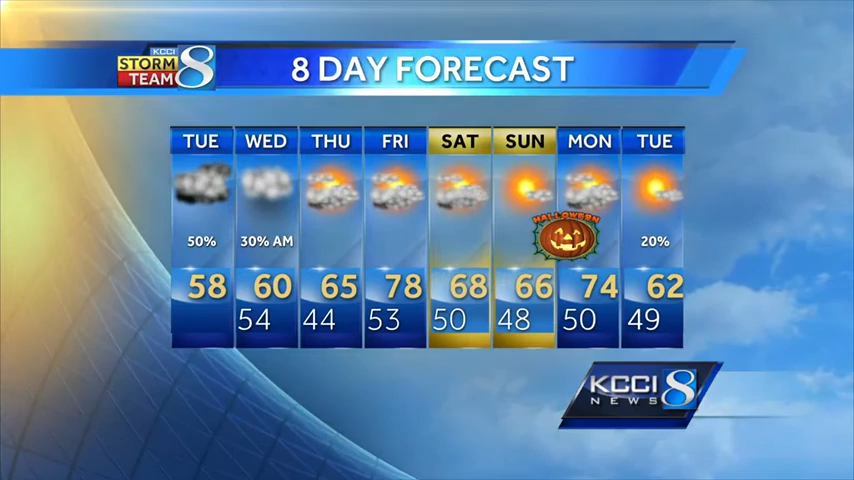 KCCI
STORM
TEAM 8
8 DAY FORECAST
TUE WED THU FRI SAT SUN MON TUE
HALLOWEEN
50% 30% AM 20%
58 60 65 78 68 66 74 62
54 44 53 50 48 50 49
KCCI 8
NEWS